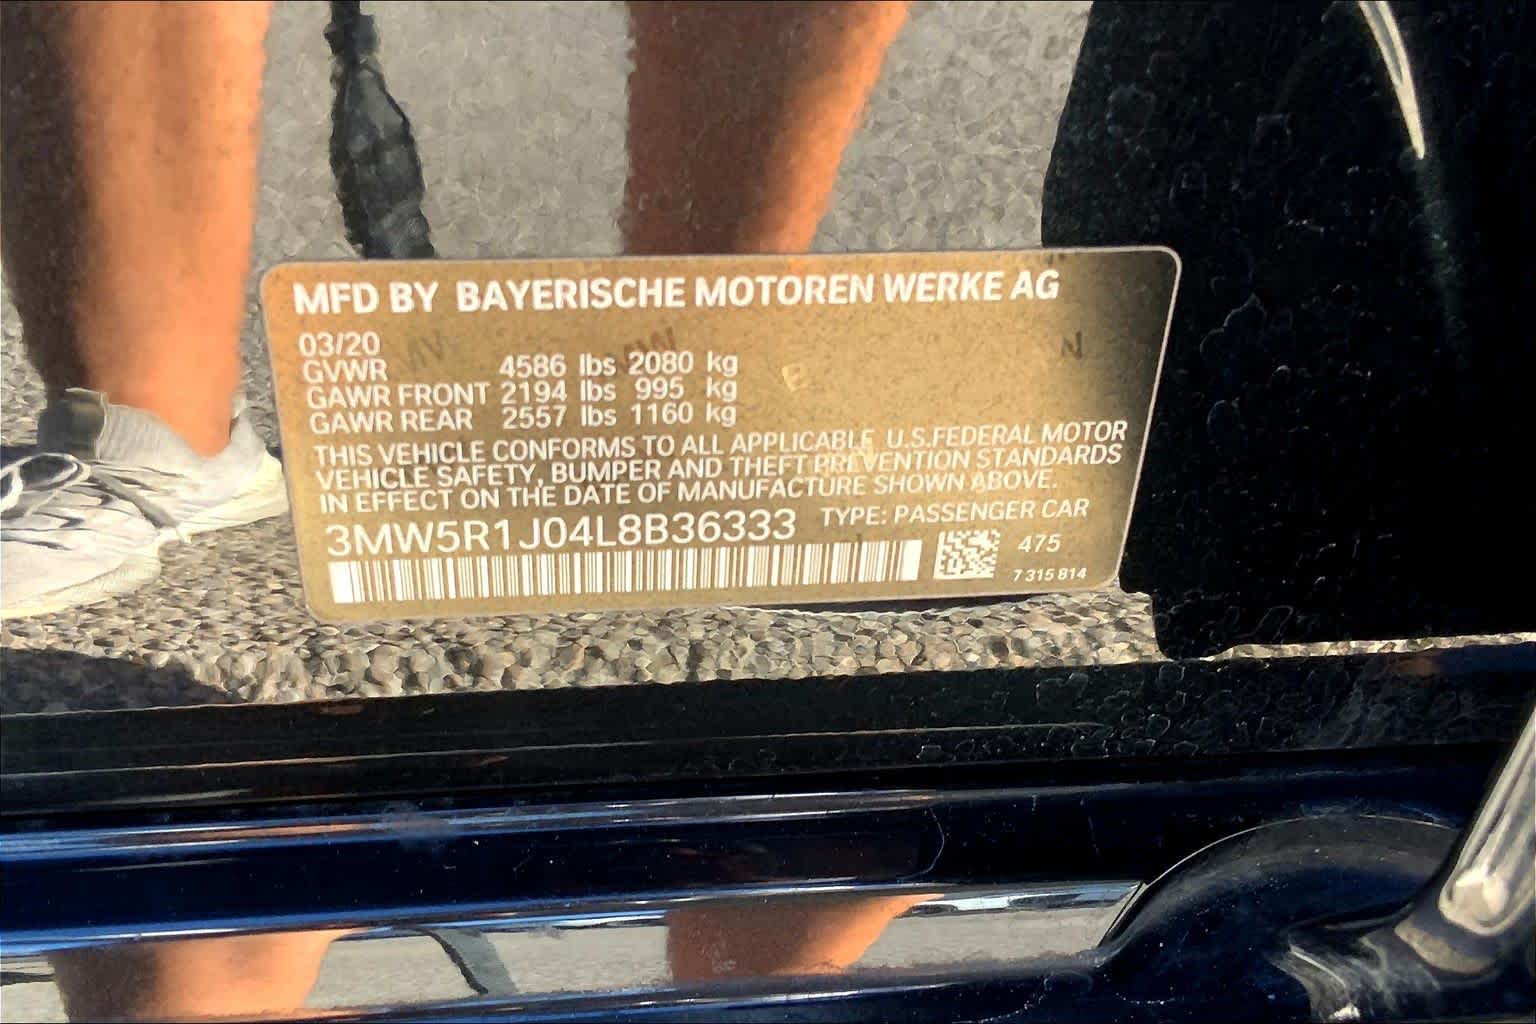 MFD BY BAYERISCHE MOTOREN WERKE AG
03/20
GVWR 4586 lbs 2080 kg
GAWR FRONT 2194 lbs 995 kg
GAWR REAR 2557 lbs 1160 kg
THIS VEHICLE CONFORMS TO ALL APPLICABLE U.S.FEDERAL MOTOR
VEHICLE SAFETY, BUMPER AND THEFT PREVENTION STANDARDS
IN EFFECT ON THE DATE OF MANUFACTURE SHOWN ABOVE.
3MW5R1J04L8B36333 TYPE: PASSENGER CAR
475
7 315 814